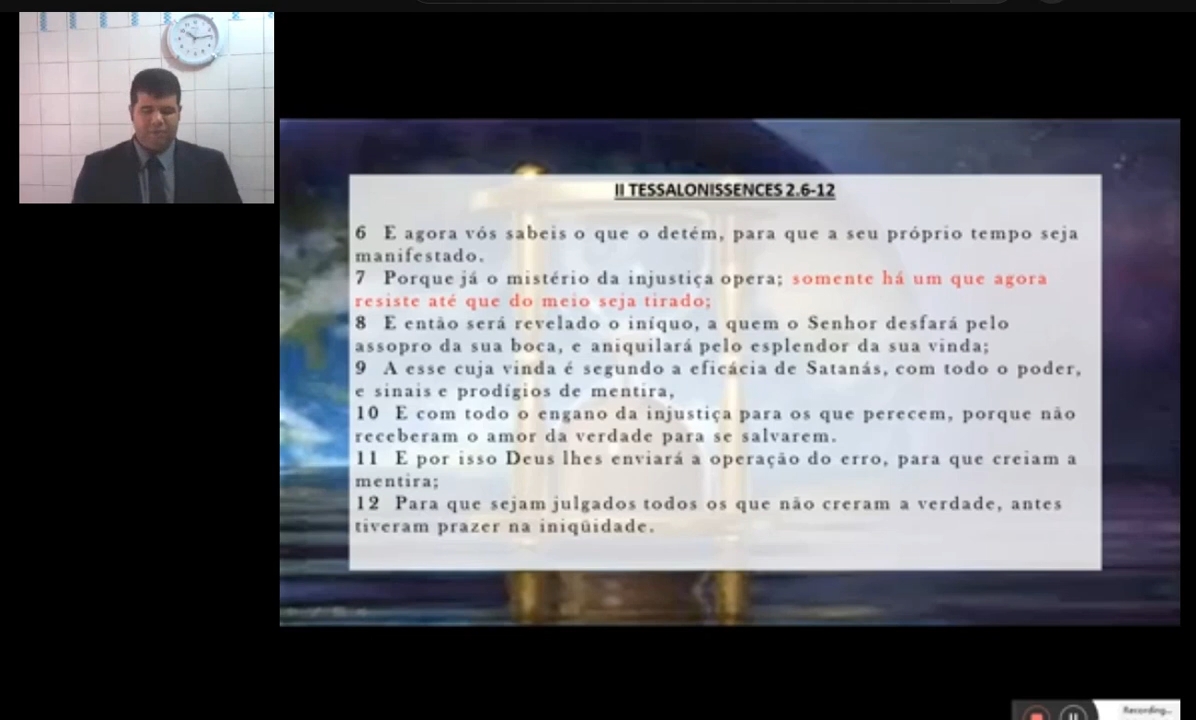 II TESSALONISSENCES 2.6-12
6 E agora vós sabeis o que o detém, para que a seu próprio tempo seja
manifestado.
7 Porque já o mistério da injustiça opera; somente há um que agora
resiste até que do meio seja tirado;
8 E então será revelado o iníquo, a quem o Senhor desfará pelo
assopro da sua boca, e aniquilará pelo esplendor da sua vinda;
9 A esse cuja vinda é segundo a eficácia de Satanás, com todo o poder,
e sinais e prodígios de mentira,
10 E com todo o engano da injustiça para os que perecem, porque não
receberam o amor da verdade para se salvarem.
11 E por isso Deus lhes enviará a operação do erro, para que creiam a
mentira;
12 Para que sejam julgados todos os que não creram a verdade, antes
tiveram prazer na iniqüidade.
Recording...